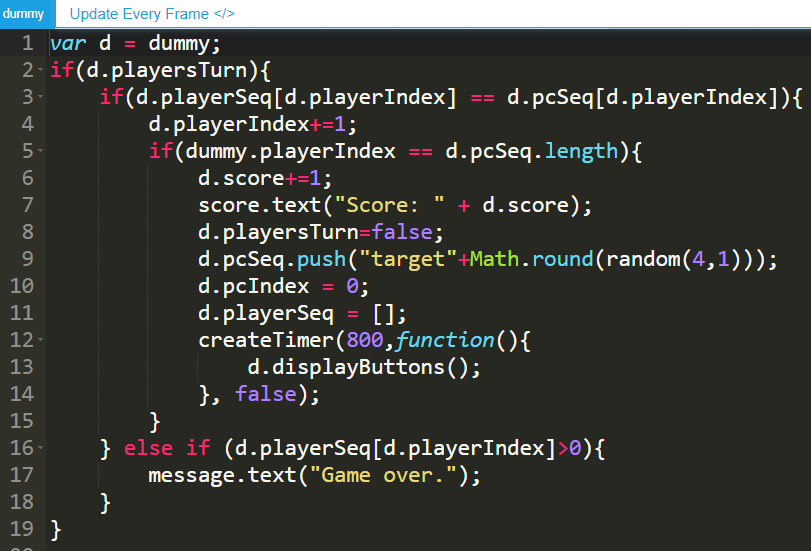 dummy Update Every Frame </>
1 var d = dummy;
2 if(d.playersTurn){
3 if(d.playerSeq[d.playerIndex] == d.pcSeq[d.playerIndex]){
4 d.playerIndex+=1;
5 if(dummy.playerIndex == d.pcSeq.length){
6 d.score+=1;
7 score.text("Score: " + d.score);
8 d.playersTurn=false;
9 d.pcSeq.push("target"+Math.round(random(4,1)));
10 d.pcIndex = 0;
11 d.playerSeq = [];
12 createTimer(800,function(){
13 d.displayButtons();
14 }, false);
15 }
16 } else if (d.playerSeq[d.playerIndex]>0){
17 message.text("Game over.");
18 }
19 }